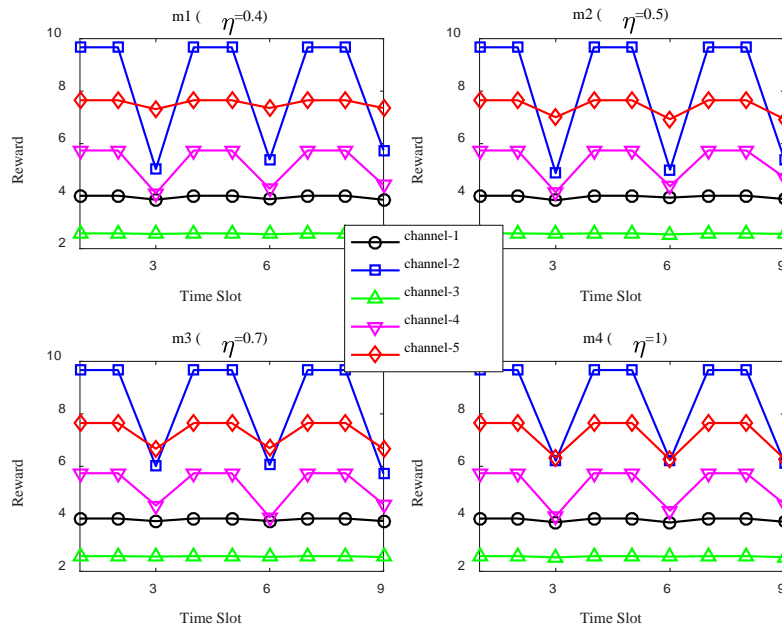 m1 ( η=0.4)
10
8
6
4
2
Reward
3
6
9
Time Slot
m2 ( η=0.5)
10
8
6
4
2
Reward
3
6
9
Time Slot
channel-1
channel-2
channel-3
channel-4
channel-5
m3 ( η=0.7)
10
8
6
4
2
Reward
3
6
9
Time Slot
m4 ( η=1)
10
8
6
4
2
Reward
3
6
9
Time Slot